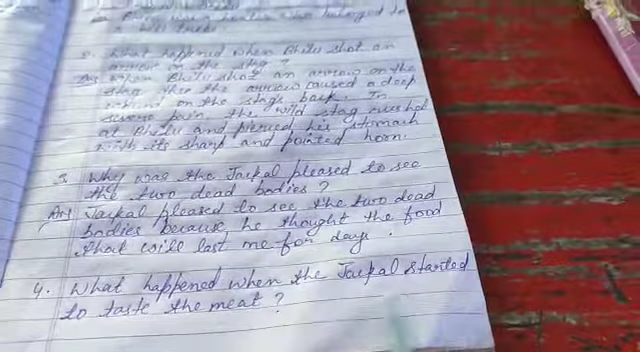 belonged to
2. What happened when Bhilu shot an
arrow on the stag?
Ans When Bhilu shot an arrow on the
stag then the arrow caused a deep
wound on the stag's back. In
severe pain the wild stag rushed
at Bhilu and pierced his stomach
with its sharp and pointed horn.
3. Why was the Jackal pleased to see
the two dead bodies?
Ans Jackal pleased to see the two dead
bodies because he thought the food
that will last me for days.
4. What happened when the Jackal started
to taste the meat?